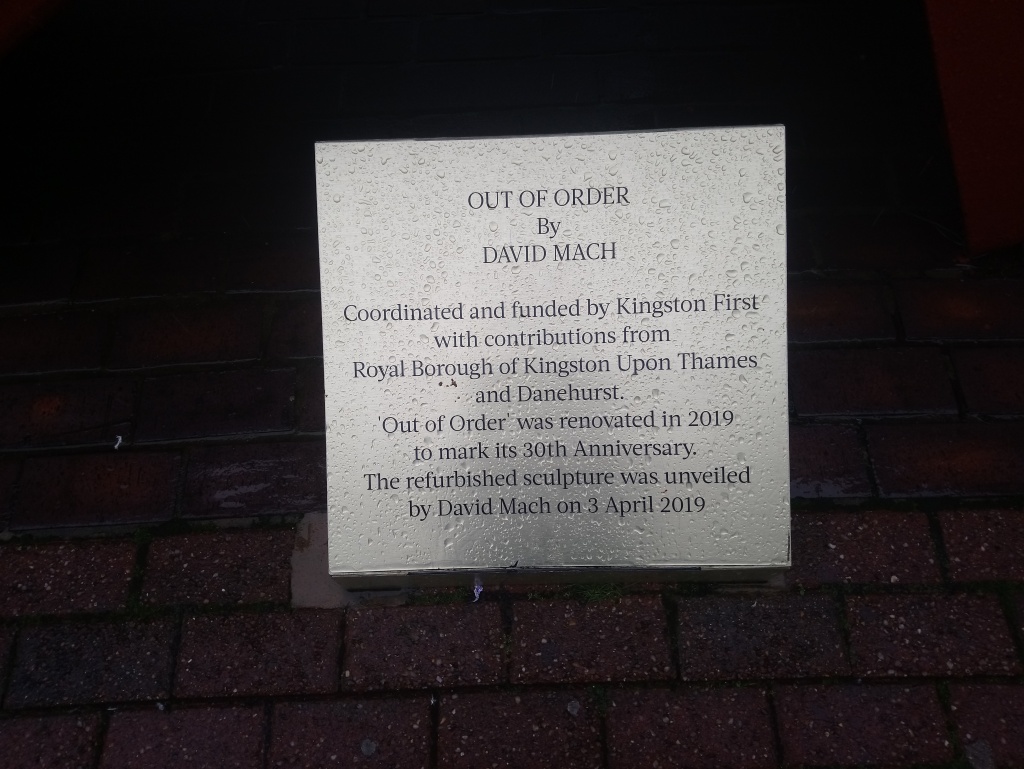 OUT OF ORDER
By
DAVID MACH
Coordinated and funded by Kingston First
with contributions from
Royal Borough of Kingston Upon Thames
and Danehurst.
'Out of Order' was renovated in 2019
to mark its 30th Anniversary.
The refurbished sculpture was unveiled
by David Mach on 3 April 2019